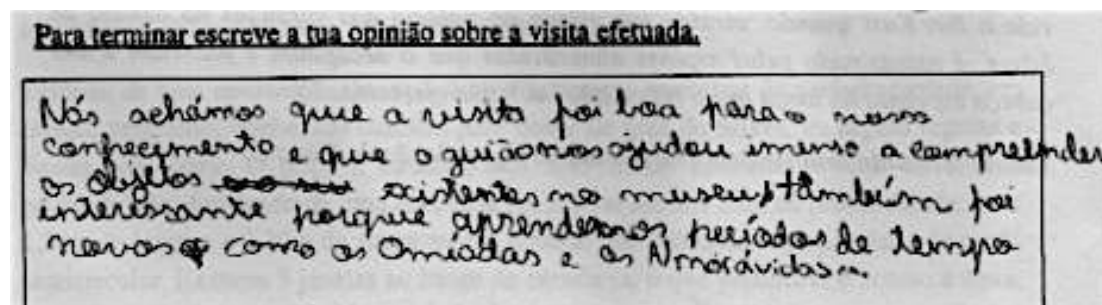 Para terminar escreve a tua opinião sobre a visita efetuada.
Nós achámos que a visita foi boa para o nosso
conhecimento e que o guião nos ajudou imenso a compreender
os objetos existentes no museu, também foi
interessante porque aprendemos períodos de tempo
novos como os Omíadas e os Almorávidas...